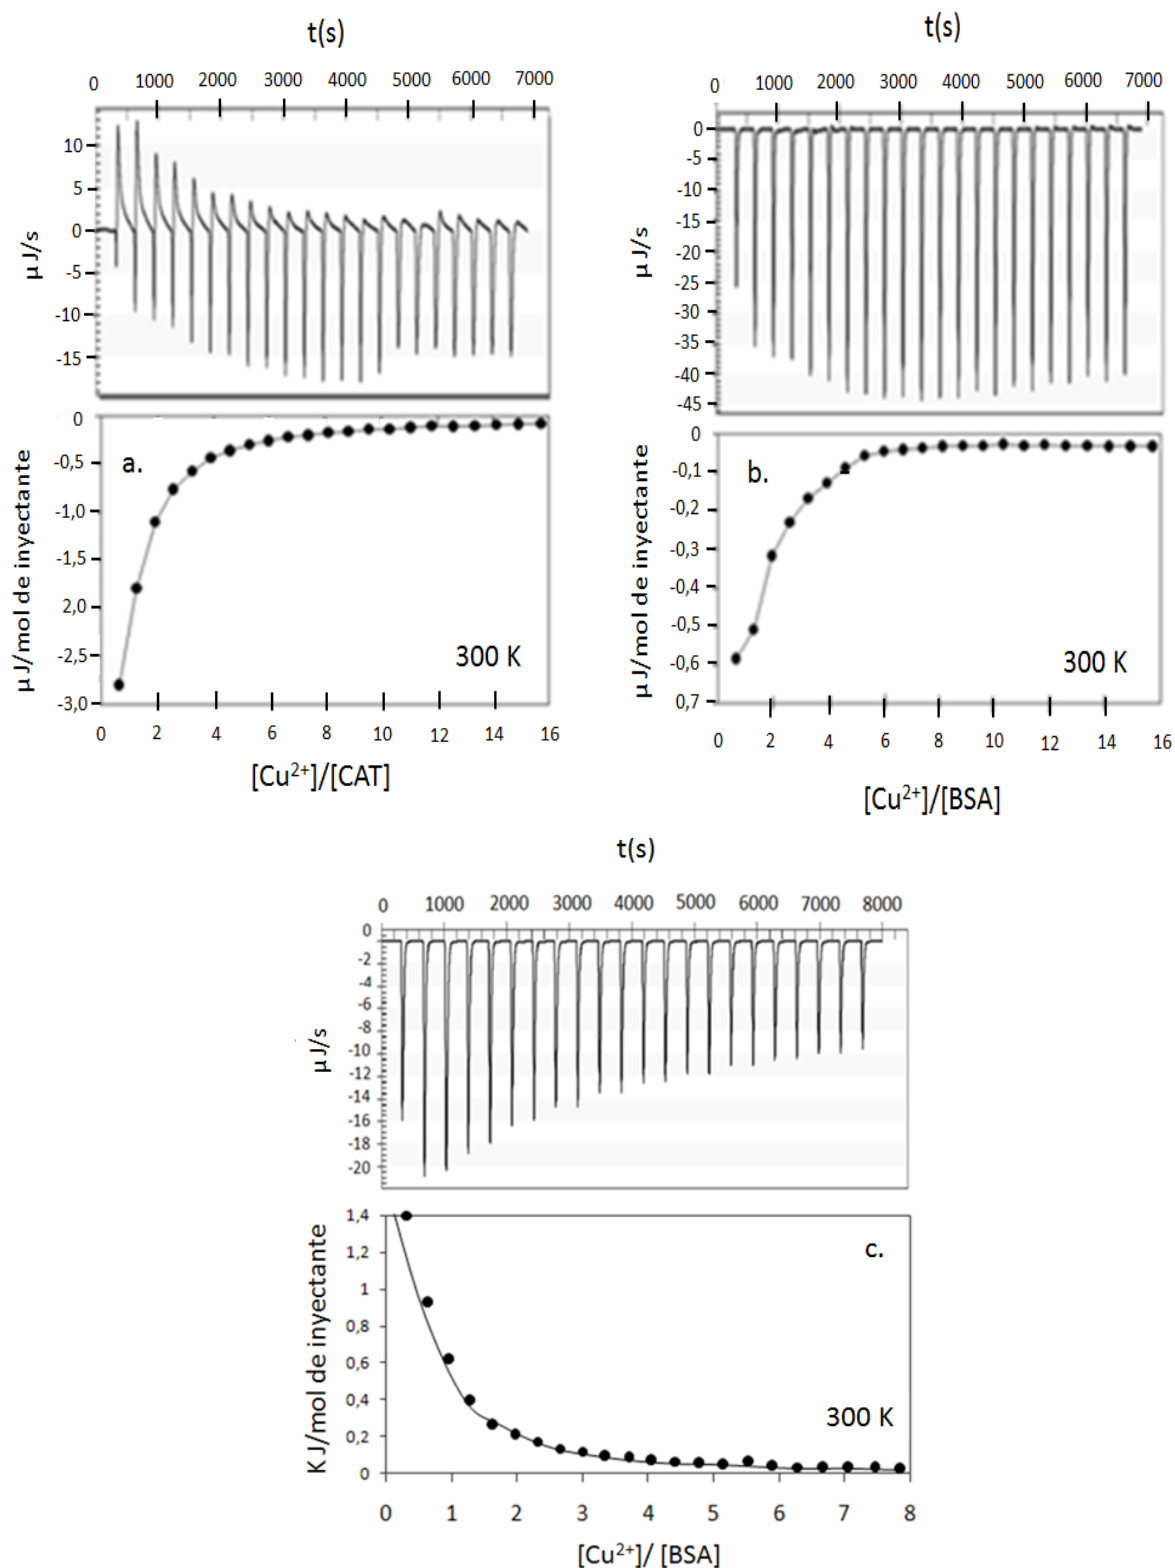 t(s)
0 1000 2000 3000 4000 5000 6000 7000
10
5
0
-5
-10
-15
µJ/s
0
-0,5
-1,0
-1,5
2,0
-2,5
-3,0
µJ/mol de inyectante
a.
300 K
0 2 4 6 8 10 12 14 16
[Cu²⁺]/[CAT]
t(s)
0 1000 2000 3000 4000 5000 6000 7000
0
-5
-10
-15
-20
-25
-30
-35
-40
-45
µJ/s
0
-0,1
-0,2
-0,3
-0,4
-0,5
-0,6
0,7
µJ/mol de inyectante
b.
300 K
0 2 4 6 8 10 12 14 16
[Cu²⁺]/[BSA]
t(s)
0 1000 2000 3000 4000 5000 6000 7000 8000
0
-2
-4
-6
-8
-10
-12
-14
-16
-18
-20
µJ/s
1,4
1,2
1
0,8
0,6
0,4
0,2
0
KJ/mol de inyectante
c.
300 K
0 1 2 3 4 5 6 7 8
[Cu²⁺]/ [BSA]